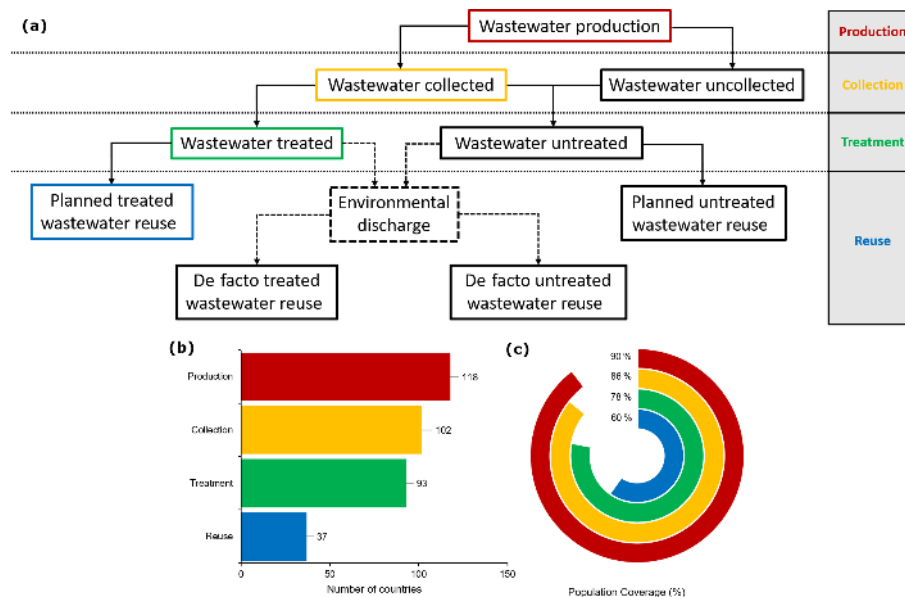 (a)
Wastewater production
Production
Wastewater collected
Wastewater uncollected
Collection
Wastewater treated
Wastewater untreated
Treatment
Planned treated
wastewater reuse
Environmental
discharge
Planned untreated
wastewater reuse
Reuse
De facto treated
wastewater reuse
De facto untreated
wastewater reuse
(b)
Production
118
Collection
102
Treatment
93
Reuse
37
0
50
100
150
Number of countries
(c)
90 %
86 %
78 %
60 %
Population Coverage (%)